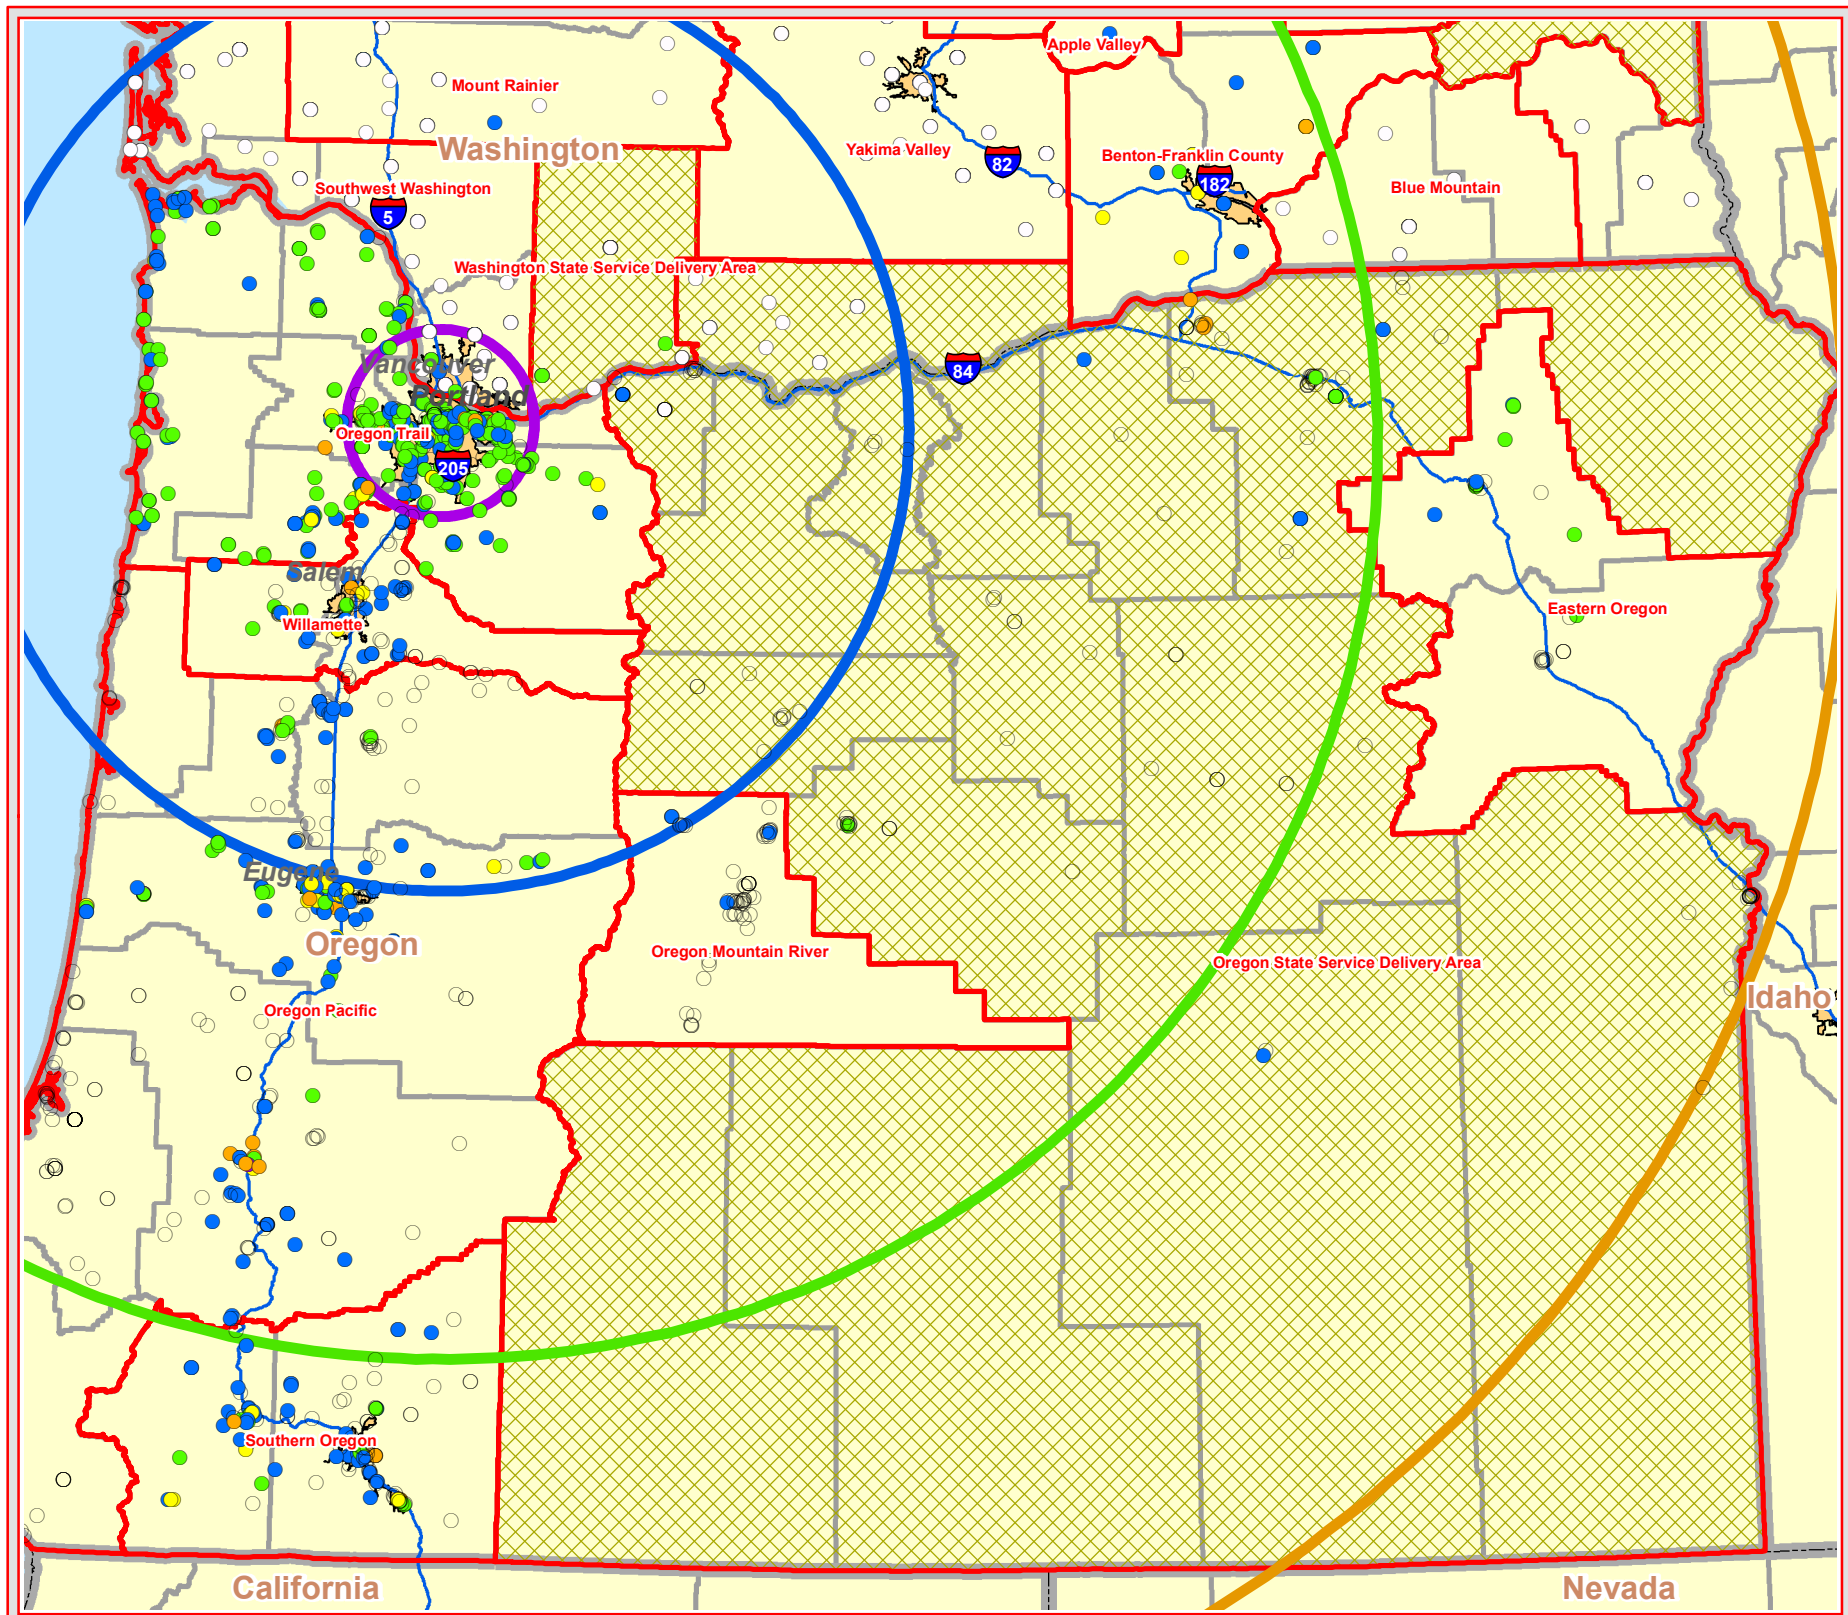 Apple Valley
Mount Rainier
Washington
Yakima Valley
82
Benton-Franklin County
182
Blue Mountain
Southwest Washington
5
Washington State Service Delivery Area
Vancouver
84
Portland
Oregon Trail
205
Salem
Willamette
Eastern Oregon
Eugene
Oregon
Oregon Mountain River
Oregon State Service Delivery Area
Idaho
Oregon Pacific
Southern Oregon
California
Nevada